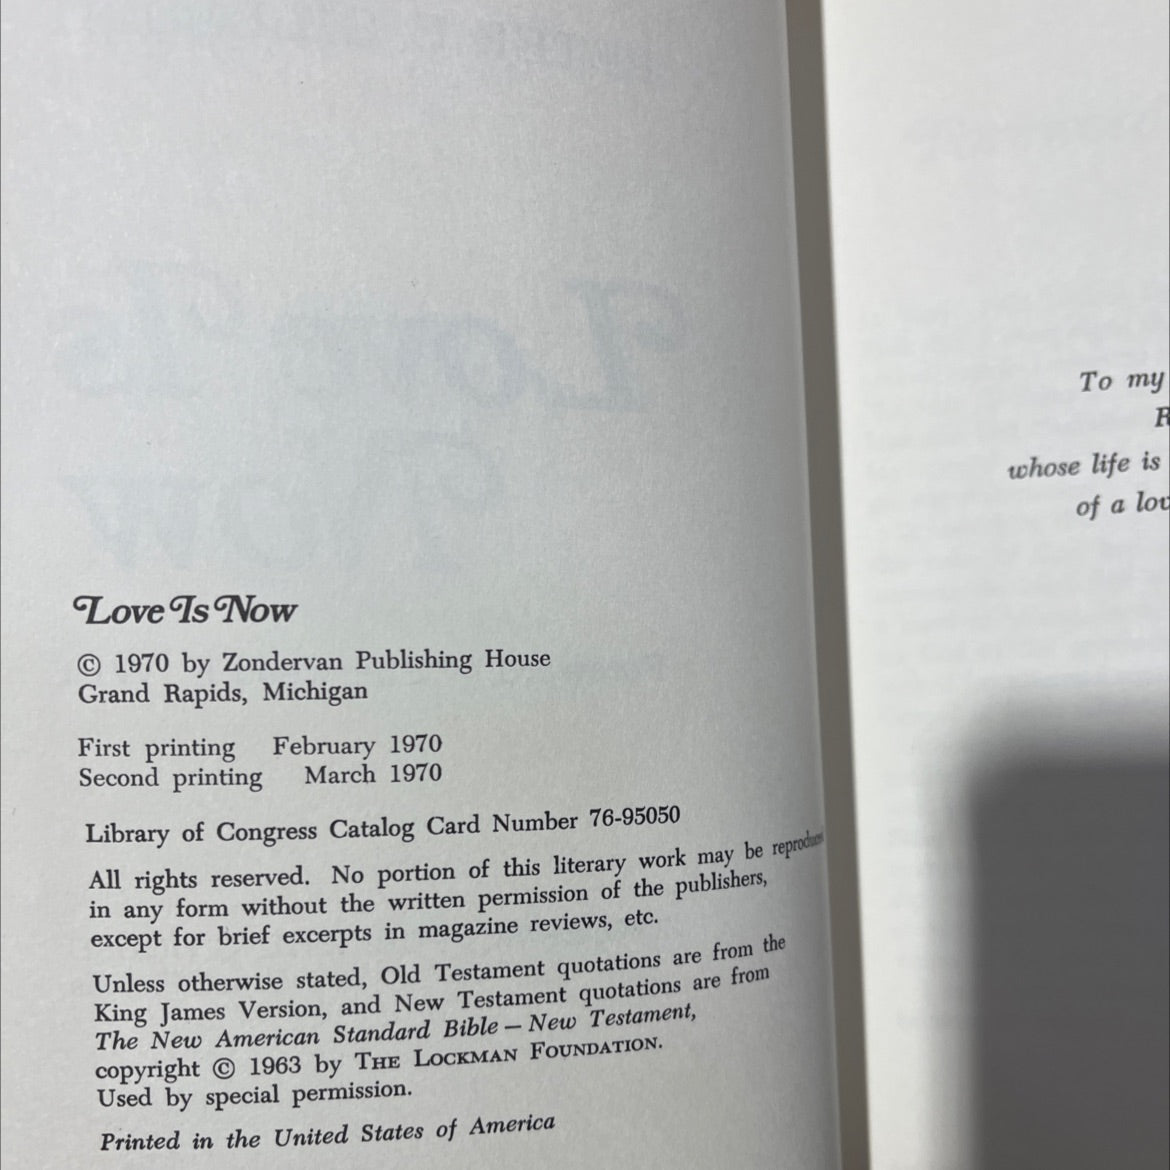 Love Is Now
© 1970 by Zondervan Publishing House
Grand Rapids, Michigan
First printing February 1970
Second printing March 1970
Library of Congress Catalog Card Number 76-95050
All rights reserved. No portion of this literary work may be
in any form without the written permission of the publishers,
except for brief excerpts in magazine reviews, etc.
Unless otherwise stated, Old Testament quotations are from the
King James Version, and New Testament quotations are from
The New American Standard Bible — New Testament,
copyright © 1963 by THE LOCKMAN FOUNDATION.
Used by special permission.
Printed in the United States of America
To my
whose life is
of a